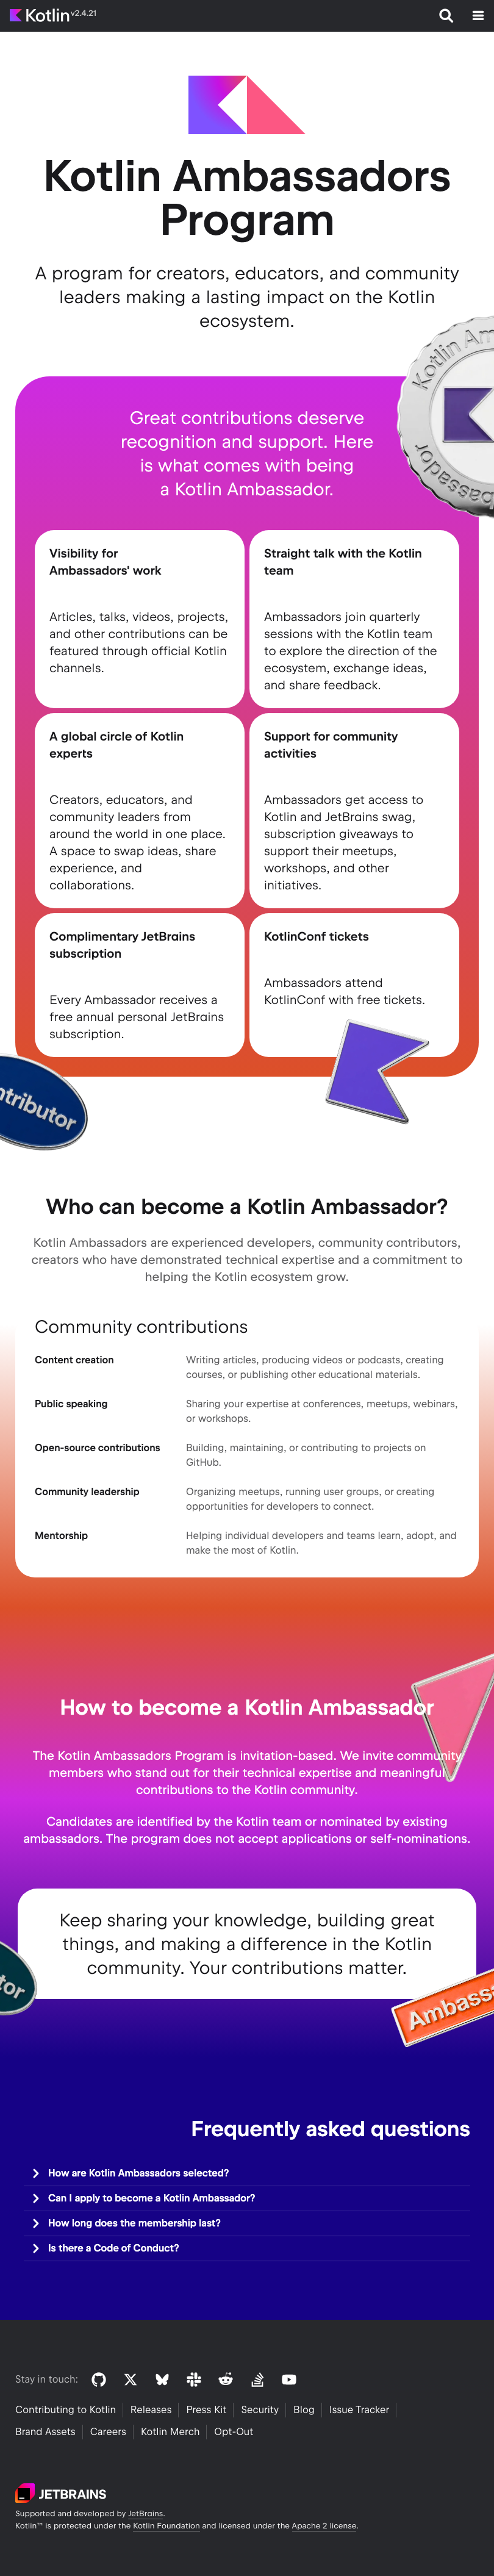 Kotlin v2.4.21
Kotlin Ambassadors
Program
A program for creators, educators, and community
leaders making a lasting impact on the Kotlin
ecosystem.
Kotlin Am
bassador
Great contributions deserve
recognition and support. Here
is what comes with being
a Kotlin Ambassador.
Visibility for
Ambassadors' work
Articles, talks, videos, projects,
and other contributions can be
featured through official Kotlin
channels.
Straight talk with the Kotlin
team
Ambassadors join quarterly
sessions with the Kotlin team
to explore the direction of the
ecosystem, exchange ideas,
and share feedback.
A global circle of Kotlin
experts
Creators, educators, and
community leaders from
around the world in one place.
A space to swap ideas, share
experience, and
collaborations.
Support for community
activities
Ambassadors get access to
Kotlin and JetBrains swag,
subscription giveaways to
support their meetups,
workshops, and other
initiatives.
Complimentary JetBrains
subscription
Every Ambassador receives a
free annual personal JetBrains
subscription.
KotlinConf tickets
Ambassadors attend
KotlinConf with free tickets.
ntributor
Who can become a Kotlin Ambassador?
Kotlin Ambassadors are experienced developers, community contributors,
creators who have demonstrated technical expertise and a commitment to
helping the Kotlin ecosystem grow.
Community contributions
Content creation
Writing articles, producing videos or podcasts, creating
courses, or publishing other educational materials.
Public speaking
Sharing your expertise at conferences, meetups, webinars,
or workshops.
Open-source contributions
Building, maintaining, or contributing to projects on
GitHub.
Community leadership
Organizing meetups, running user groups, or creating
opportunities for developers to connect.
Mentorship
Helping individual developers and teams learn, adopt, and
make the most of Kotlin.
How to become a Kotlin Ambassador
The Kotlin Ambassadors Program is invitation-based. We invite community
members who stand out for their technical expertise and meaningful
contributions to the Kotlin community.
Candidates are identified by the Kotlin team or nominated by existing
ambassadors. The program does not accept applications or self-nominations.
Keep sharing your knowledge, building great
things, and making a difference in the Kotlin
community. Your contributions matter.
tor
Ambassa
Frequently asked questions
How are Kotlin Ambassadors selected?
Can I apply to become a Kotlin Ambassador?
How long does the membership last?
Is there a Code of Conduct?
Stay in touch:
Contributing to Kotlin Releases Press Kit Security Blog Issue Tracker
Brand Assets Careers Kotlin Merch Opt-Out
JETBRAINS
Supported and developed by JetBrains.
Kotlin™ is protected under the Kotlin Foundation and licensed under the Apache 2 license.